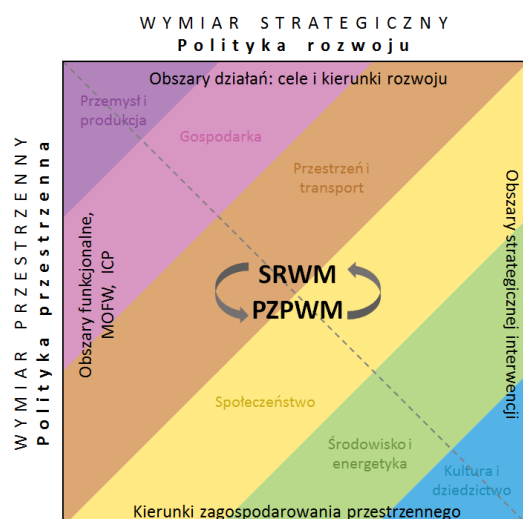 WYMIAR STRATEGICZNY
Polityka rozwoju
Obszary działań: cele i kierunki rozwoju
Przemysł i
produkcja
Gospodarka
Przestrzeń i
transport
WYMIAR PRZESTRZENNY
Polityka przestrzenna
Obszary funkcjonalne,
MOFW, ICP
SRWM
PZPWM
Obszary strategicznej interwencji
Społeczeństwo
Środowisko i
energetyka
Kultura i
dziedzictwo
Kierunki zagospodarowania przestrzennego